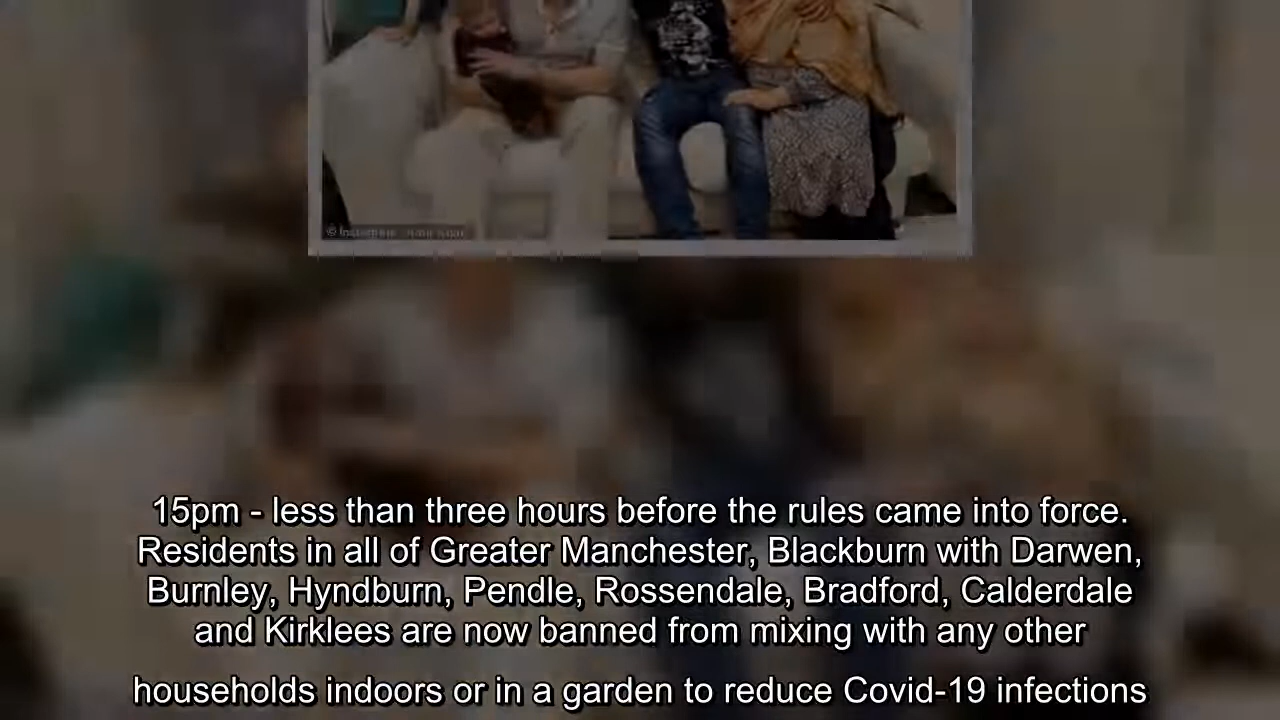 © Instagram
15pm - less than three hours before the rules came into force.
Residents in all of Greater Manchester, Blackburn with Darwen,
Burnley, Hyndburn, Pendle, Rossendale, Bradford, Calderdale
and Kirklees are now banned from mixing with any other
households indoors or in a garden to reduce Covid-19 infections